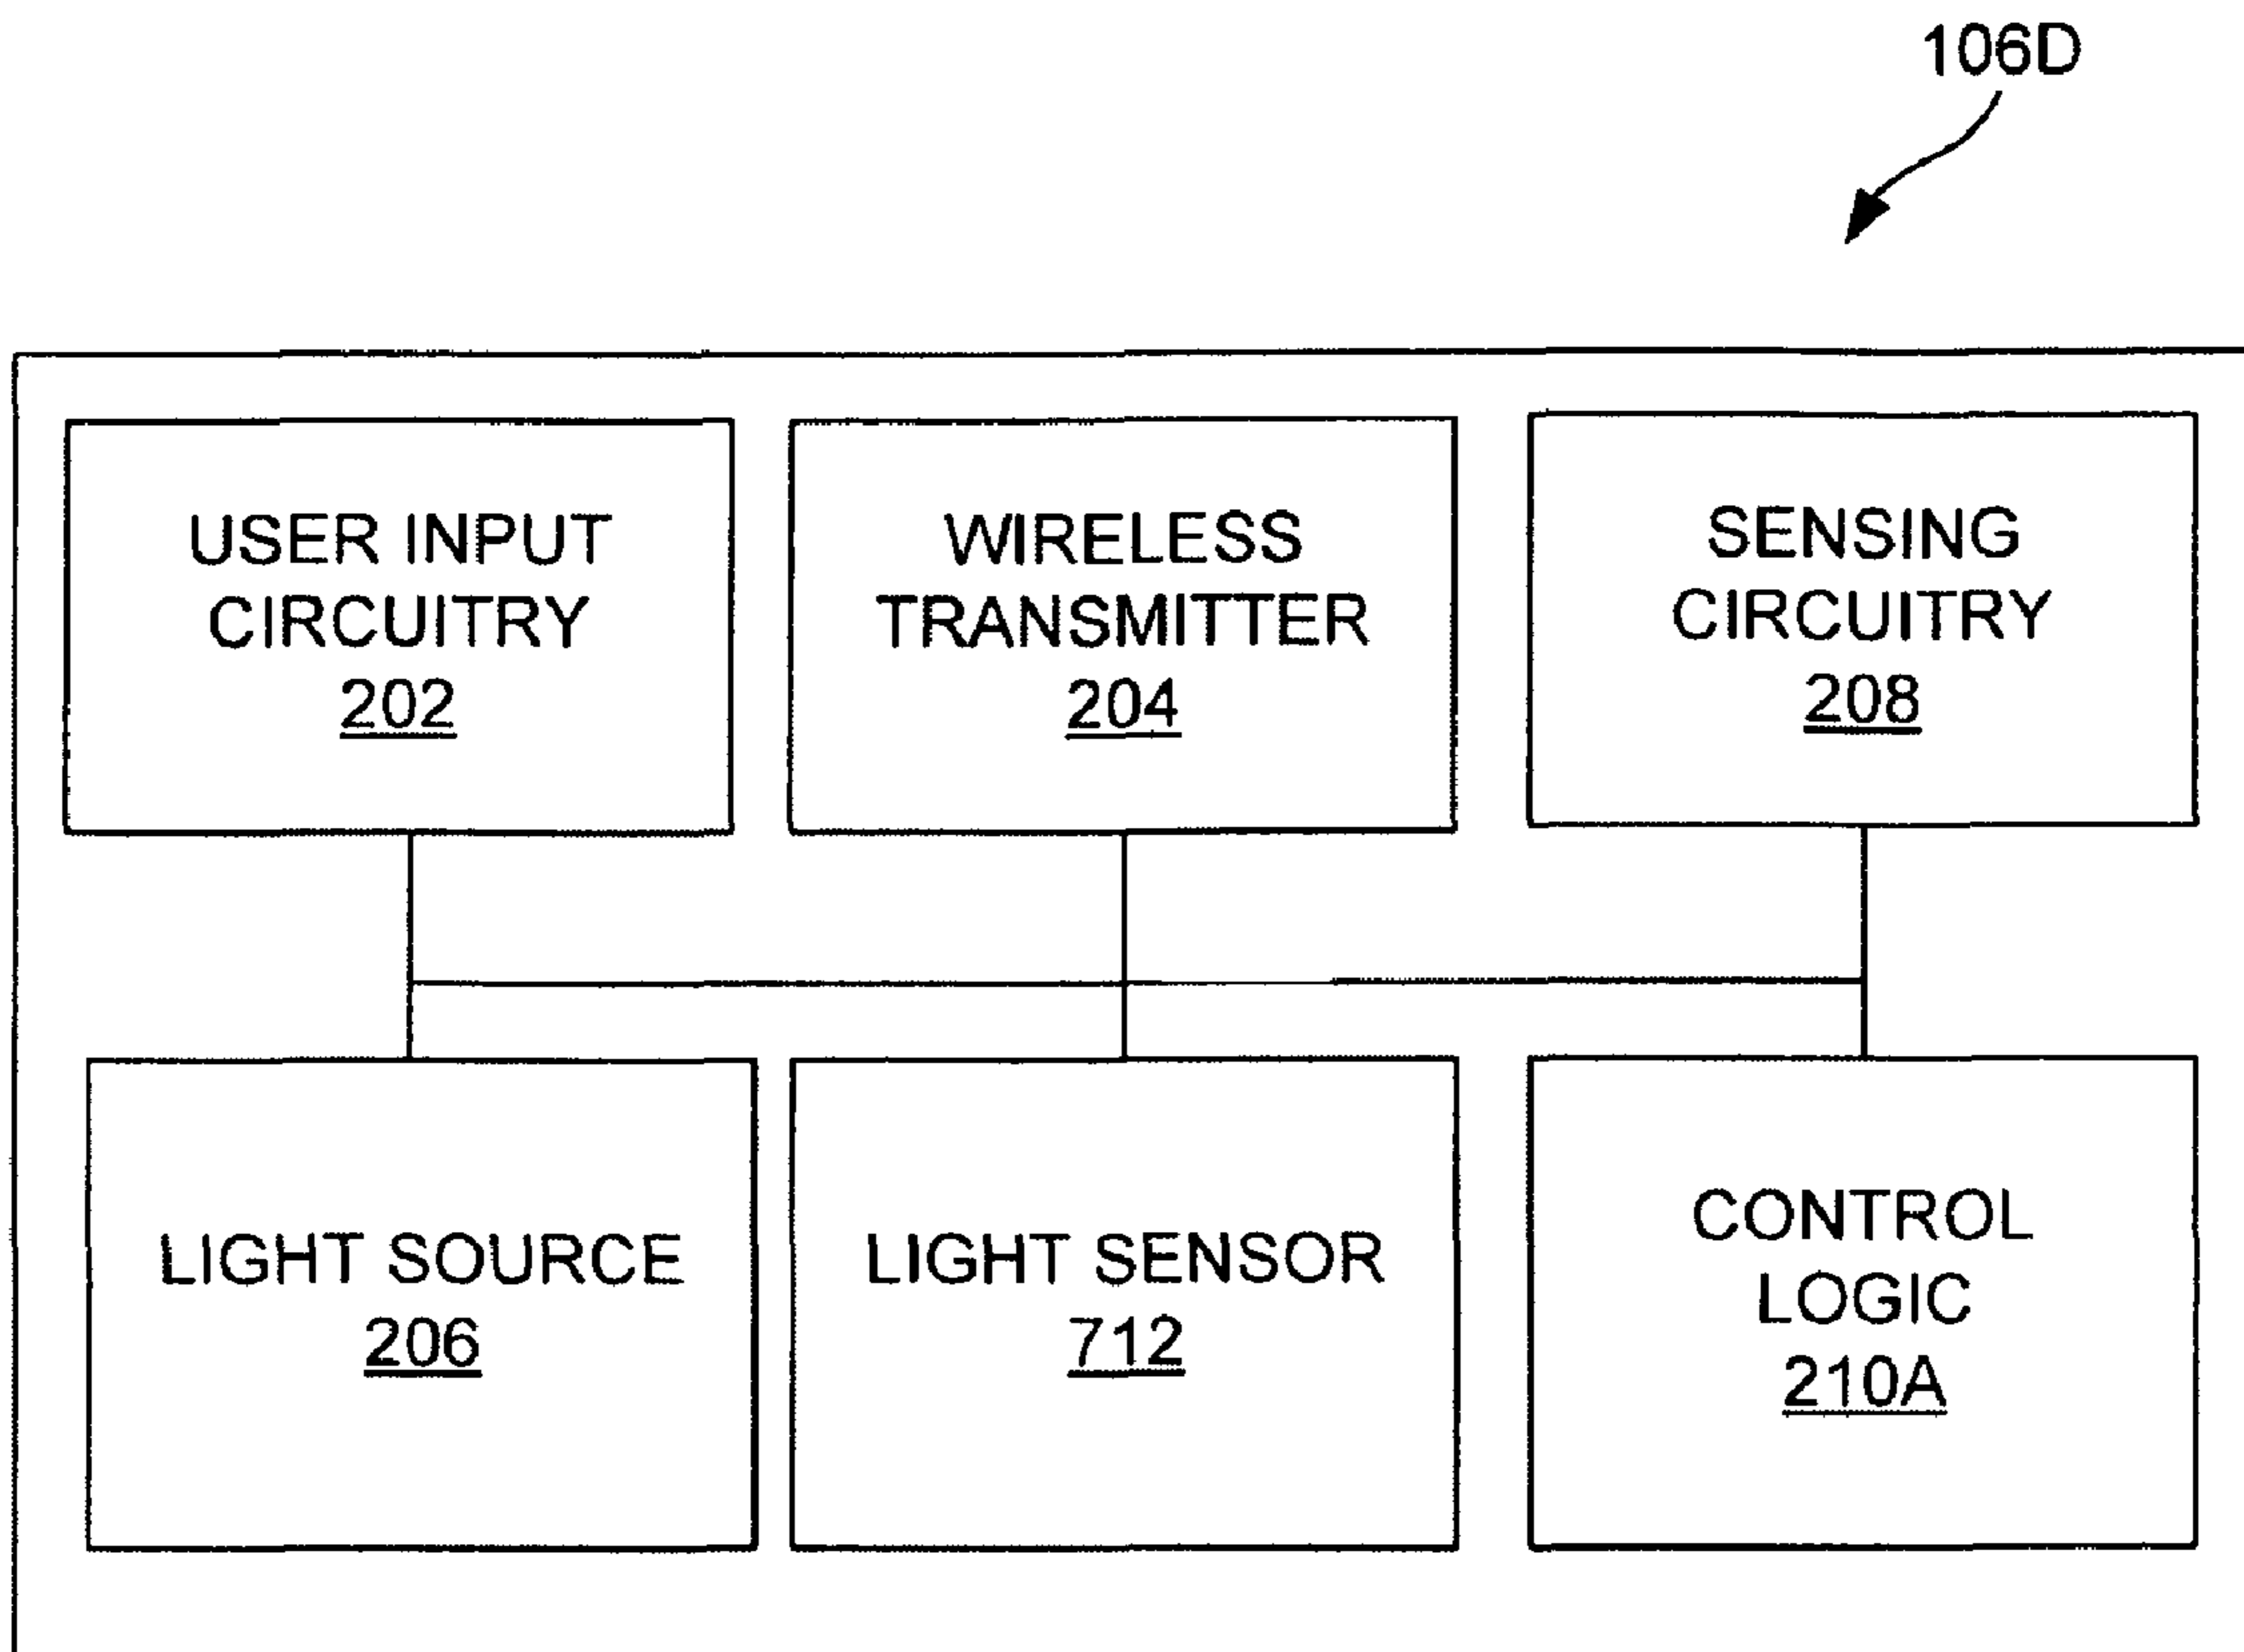 106D
USER INPUT
CIRCUITRY
202
WIRELESS
TRANSMITTER
204
SENSING
CIRCUITRY
208
LIGHT SOURCE
206
LIGHT SENSOR
712
CONTROL
LOGIC
210A